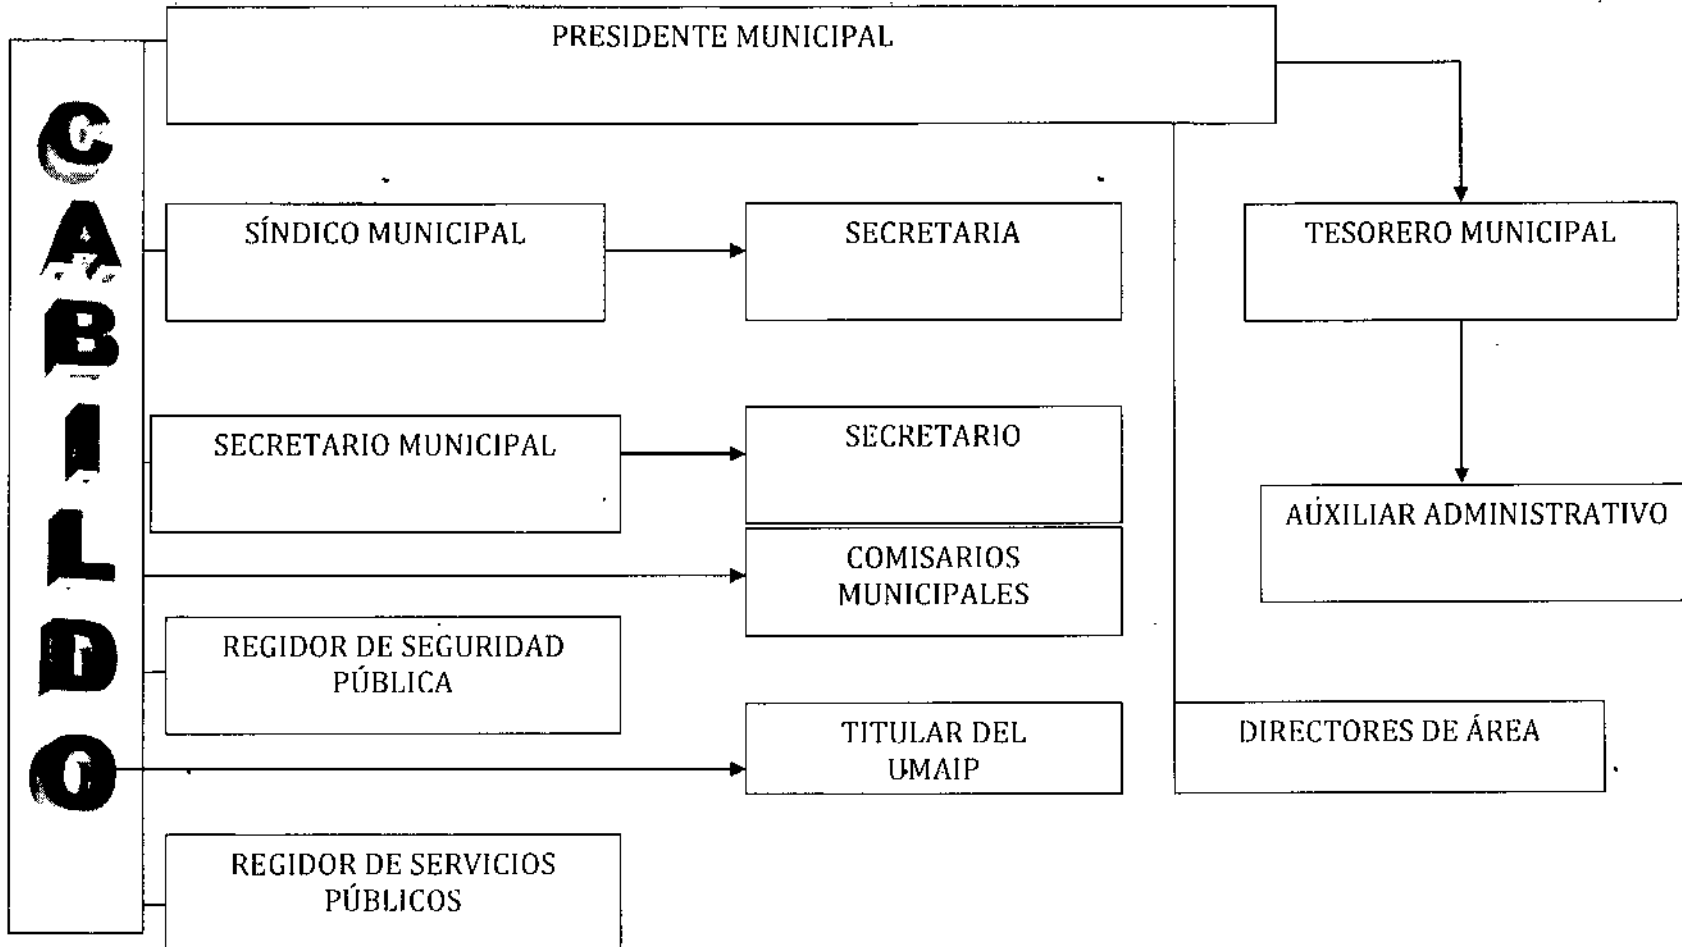 CABILDO
PRESIDENTE MUNICIPAL
SÍNDICO MUNICIPAL
SECRETARIA
TESORERO MUNICIPAL
SECRETARIO MUNICIPAL
SECRETARIO
AÚXILIAR ADMINISTRATIVO
COMISARIOS
MUNICIPALES
REGIDOR DE SEGURIDAD
PÚBLICA
TITULAR DEL
UMAIP
DIRECTORES DE ÁREA
REGIDOR DE SERVICIOS
PÚBLICOS